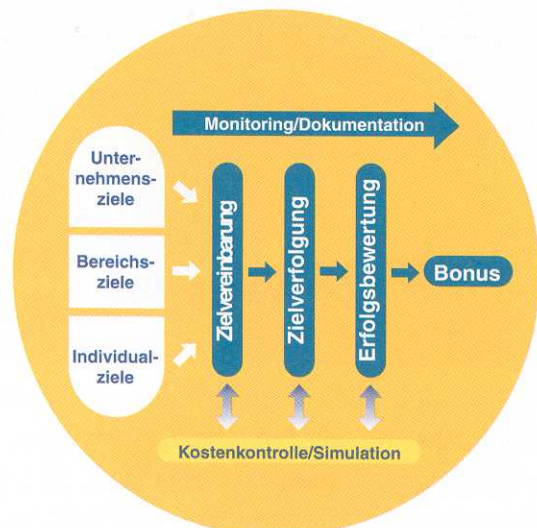 Monitoring/Dokumentation
Unter-
nehmens-
ziele
Bereichs-
ziele
Individual-
ziele
Zielvereinbarung
Zielverfolgung
Erfolgsbewertung
Bonus
Kostenkontrolle/Simulation